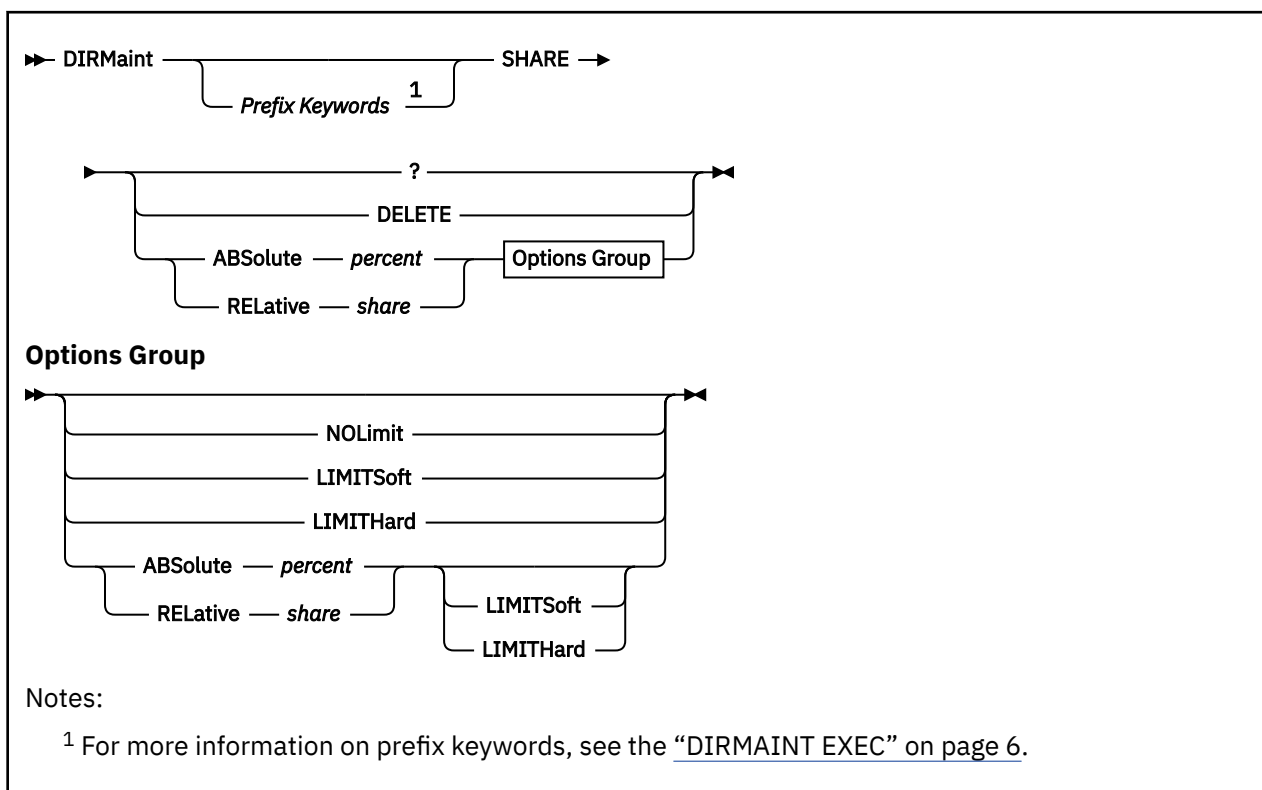 DIRMaint SHARE
Prefix Keywords 1
?
DELETE
ABSolute percent Options Group
RELative share
Options Group
NOLimit
LIMITSoft
LIMITHard
ABSolute percent
RELative share LIMITSoft
LIMITHard
Notes:
1 For more information on prefix keywords, see the “DIRMAINT EXEC” on page 6.